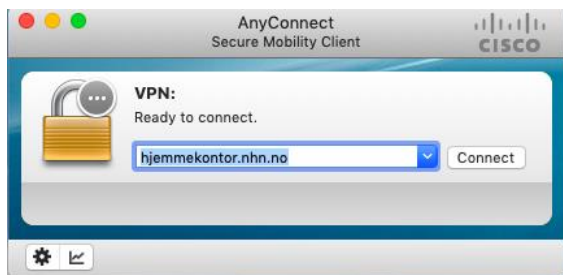 AnyConnect
Secure Mobility Client
CISCO
VPN:
Ready to connect.
hjemmekontor.nhn.no
Connect